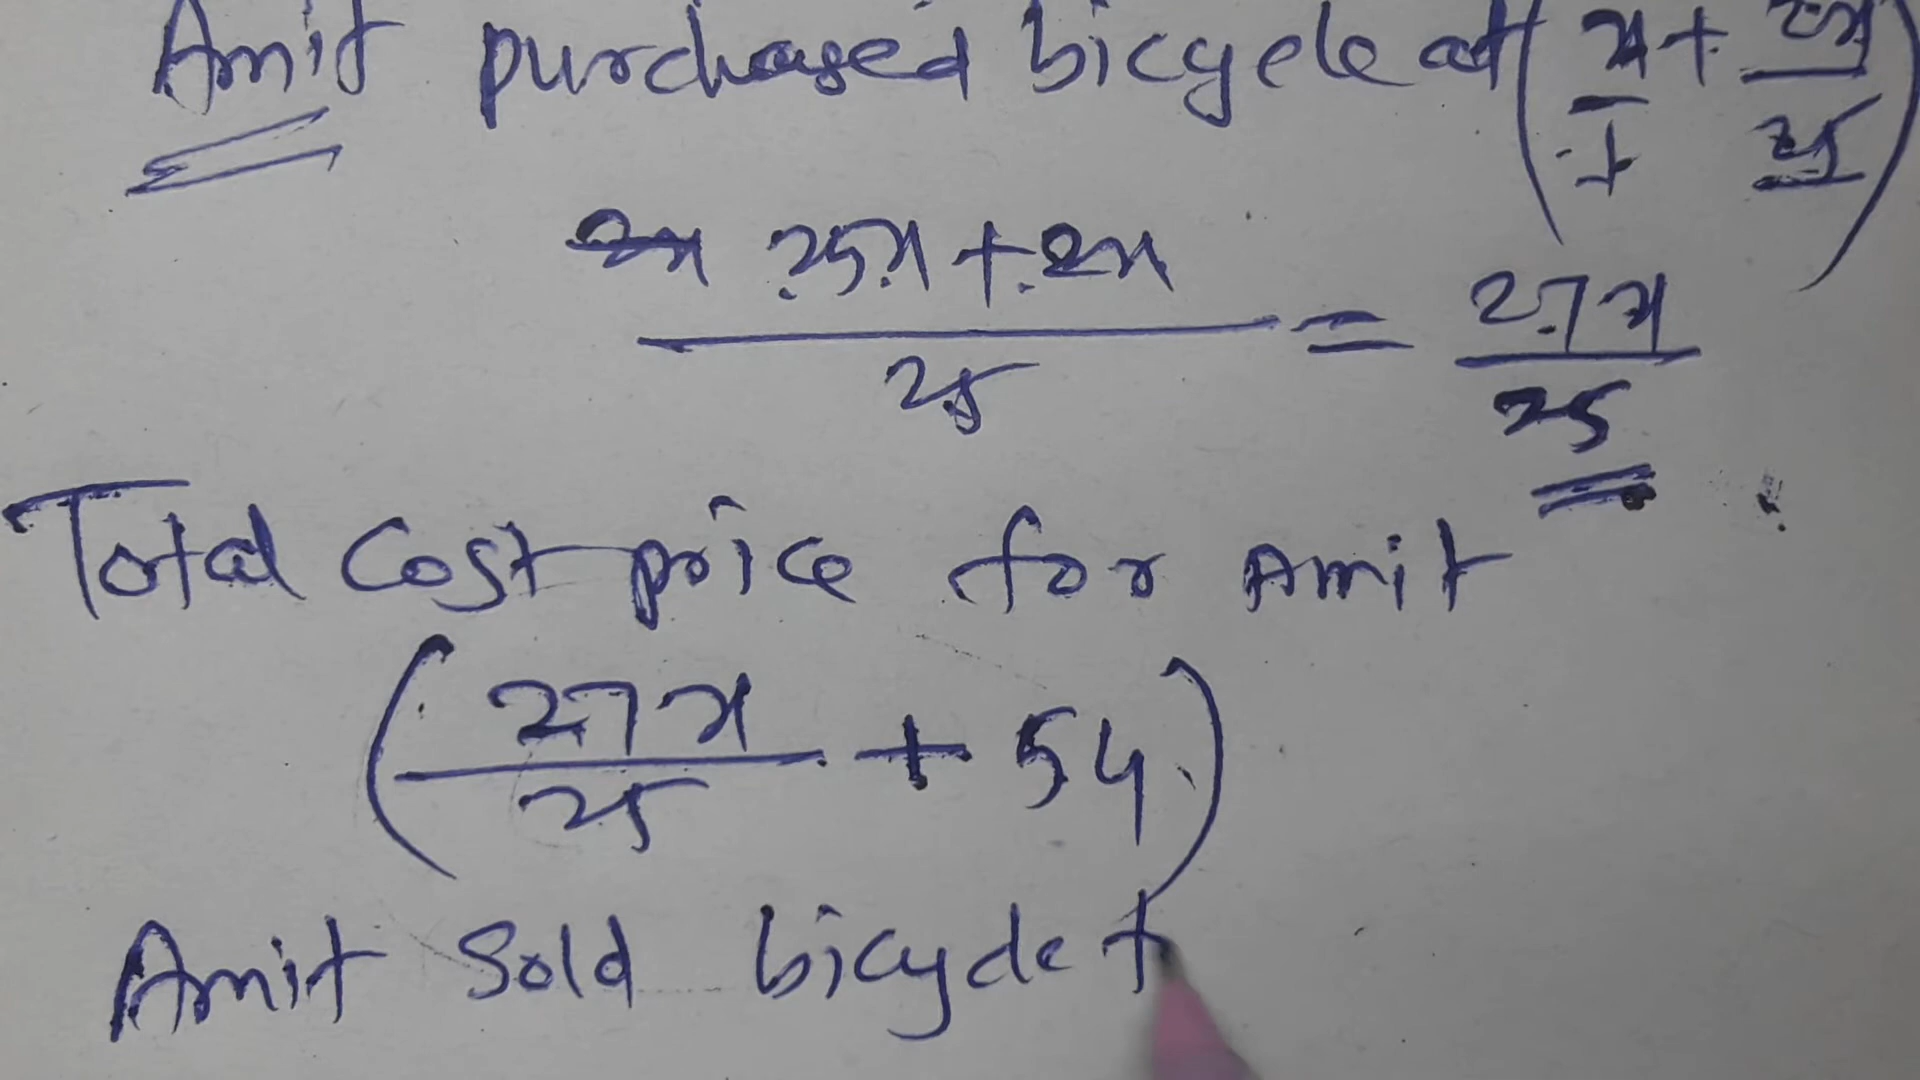 Amit purchased bicycle at (x/1 + 2x/25)
2x 25x + 2x / 25 = 27x / 25
Total cost price for Amit
(27x / 25 + 54)
Amit Sold bicycle t